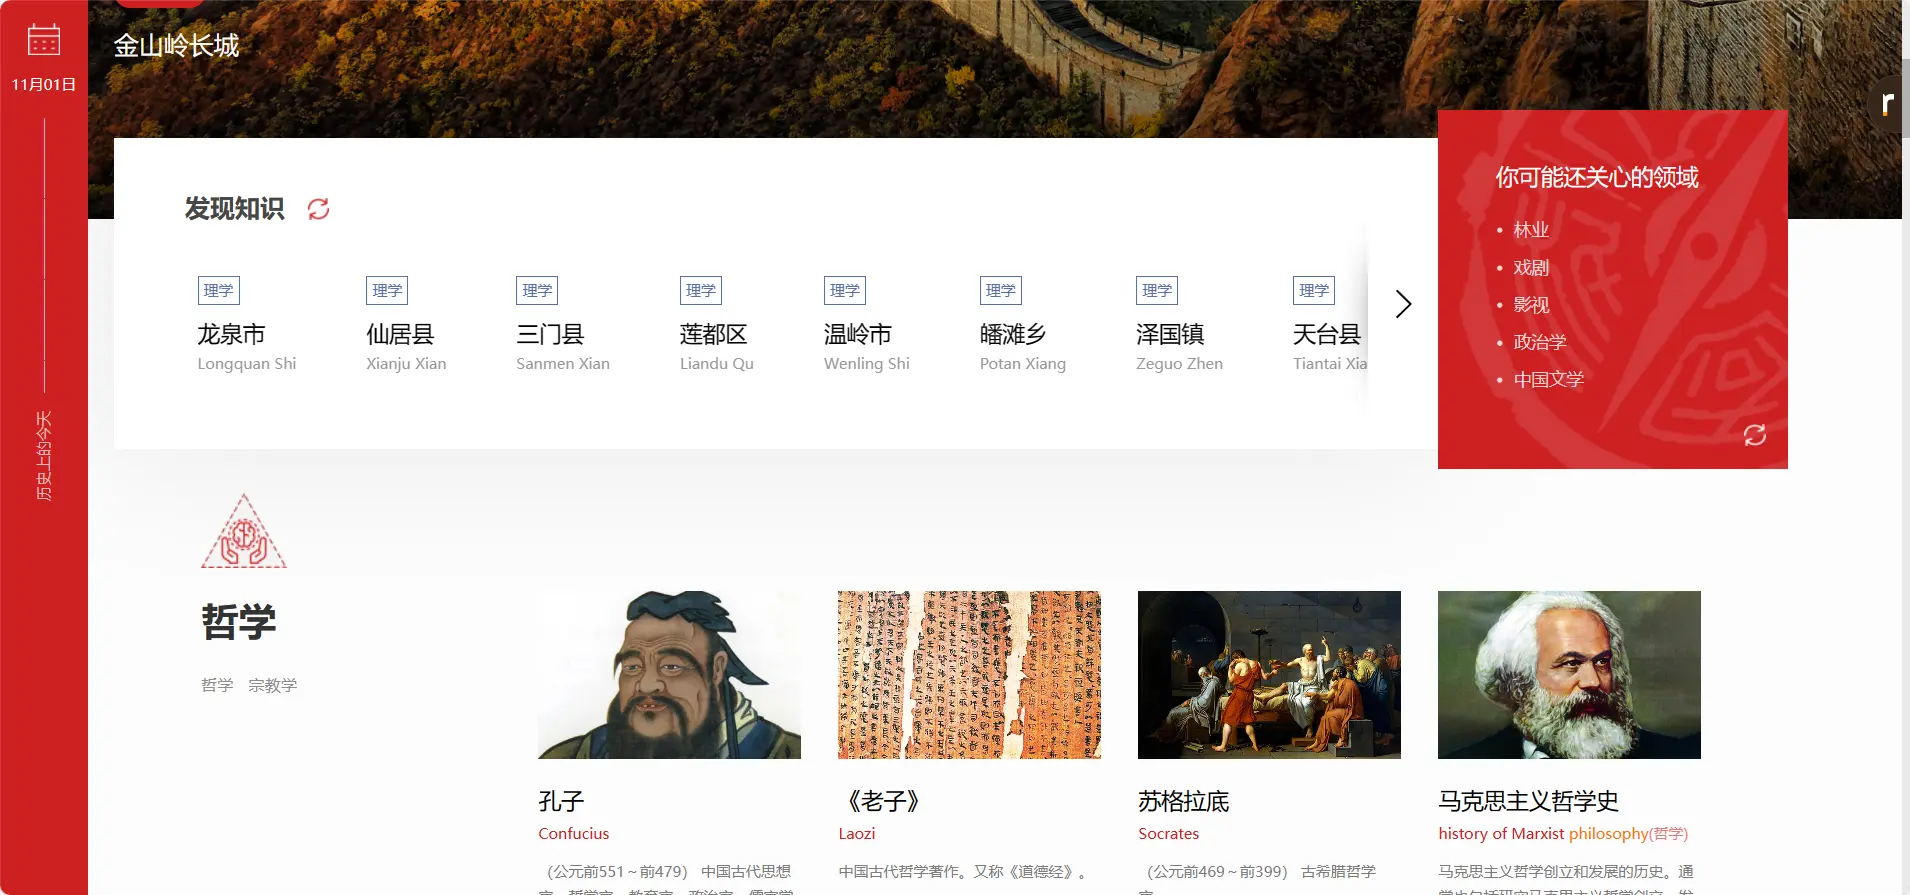 金山岭长城
11月01日
历史上的今天
发现知识
理学
龙泉市
Longquan Shi
理学
仙居县
Xianju Xian
理学
三门县
Sanmen Xian
理学
莲都区
Liandu Qu
理学
温岭市
Wenling Shi
理学
皤滩乡
Potan Xiang
理学
泽国镇
Zeguo Zhen
理学
天台县
Tiantai Xia
你可能还关心的领域
• 林业
• 戏剧
• 影视
• 政治学
• 中国文学
r
哲学
哲学 宗教学
孔子
Confucius
（公元前551～前479） 中国古代思想
《老子》
Laozi
中国古代哲学著作。又称《道德经》。
苏格拉底
Socrates
（公元前469～前399） 古希腊哲学
马克思主义哲学史
history of Marxist philosophy(哲学)
马克思主义哲学创立和发展的历史。通